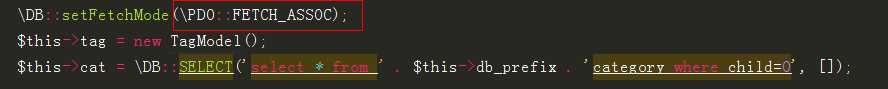 \DB::setFetchMode(\PDO::FETCH_ASSOC);
$this->tag = new TagModel();
$this->cat = \DB::SELECT('select * from ' . $this->db_prefix . 'category where child=0', []);